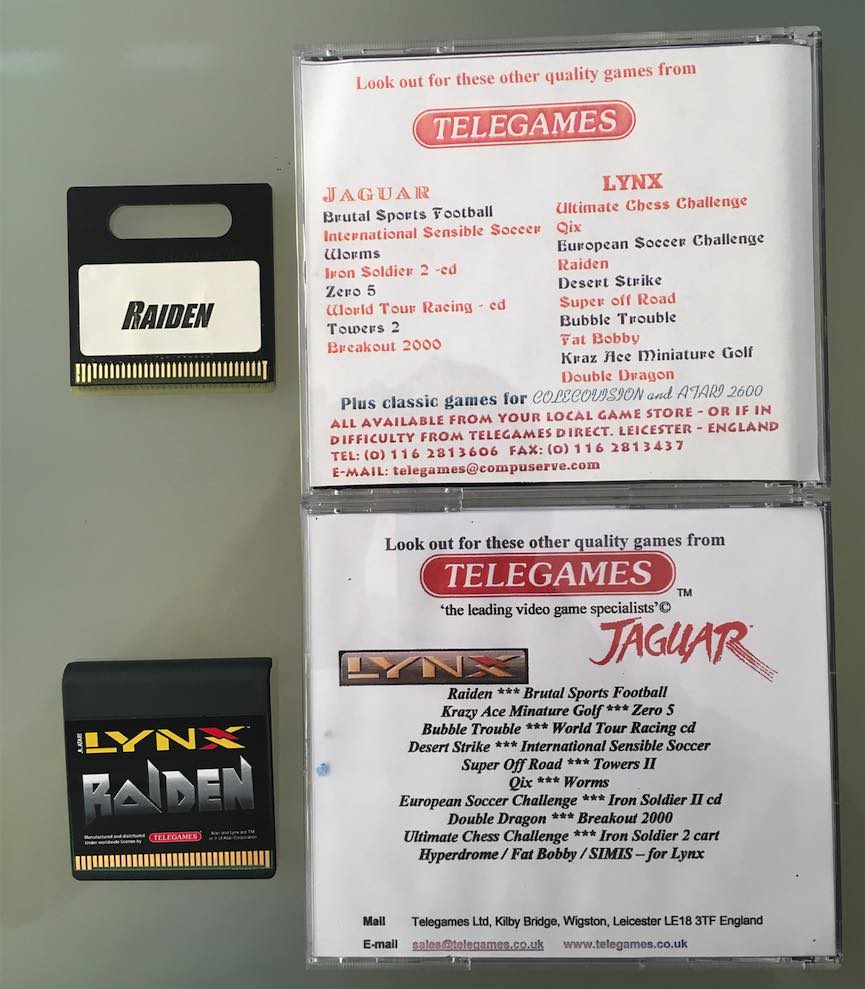 RAIDEN
Look out for these other quality games from
TELEGAMES
JAGUAR
Brutal Sports Football
International Sensible Soccer
Worms
Iron Soldier 2 -cd
Zero 5
World Tour Racing - cd
Towers 2
Breakout 2000
LYNX
Ultimate Chess Challenge
Qix
European Soccer Challenge
Raiden
Desert Strike
Super off Road
Bubble Trouble
Fat Bobby
Kraz Ace Miniature Golf
Double Dragon
Plus classic games for COLECOVISION and ATARI 2600
ALL AVAILABLE FROM YOUR LOCAL GAME STORE - OR IF IN
DIFFICULTY FROM TELEGAMES DIRECT. LEICESTER - ENGLAND
TEL: (0) 116 2813606 FAX: (0) 116 2813437
E-MAIL: telegames@compuserve.com
ATARI
LYNX
RAIDEN
Manufactured and distributed
Under worldwide license by
TELEGAMES
Atari and Lynx are TM
or ® of Atari Corporation
Look out for these other quality games from
TELEGAMES
TM
‘the leading video game specialists’©
JAGUAR
LYNX
Raiden *** Brutal Sports Football
Krazy Ace Minature Golf *** Zero 5
Bubble Trouble *** World Tour Racing cd
Desert Strike *** International Sensible Soccer
Super Off Road *** Towers II
Qix *** Worms
European Soccer Challenge *** Iron Soldier II cd
Double Dragon *** Breakout 2000
Ultimate Chess Challenge *** Iron Soldier 2 cart
Hyperdrome / Fat Bobby / SIMIS – for Lynx
Mail Telegames Ltd, Kilby Bridge, Wigston, Leicester LE18 3TF England
E-mail sales@telegames.co.uk www.telegames.co.uk